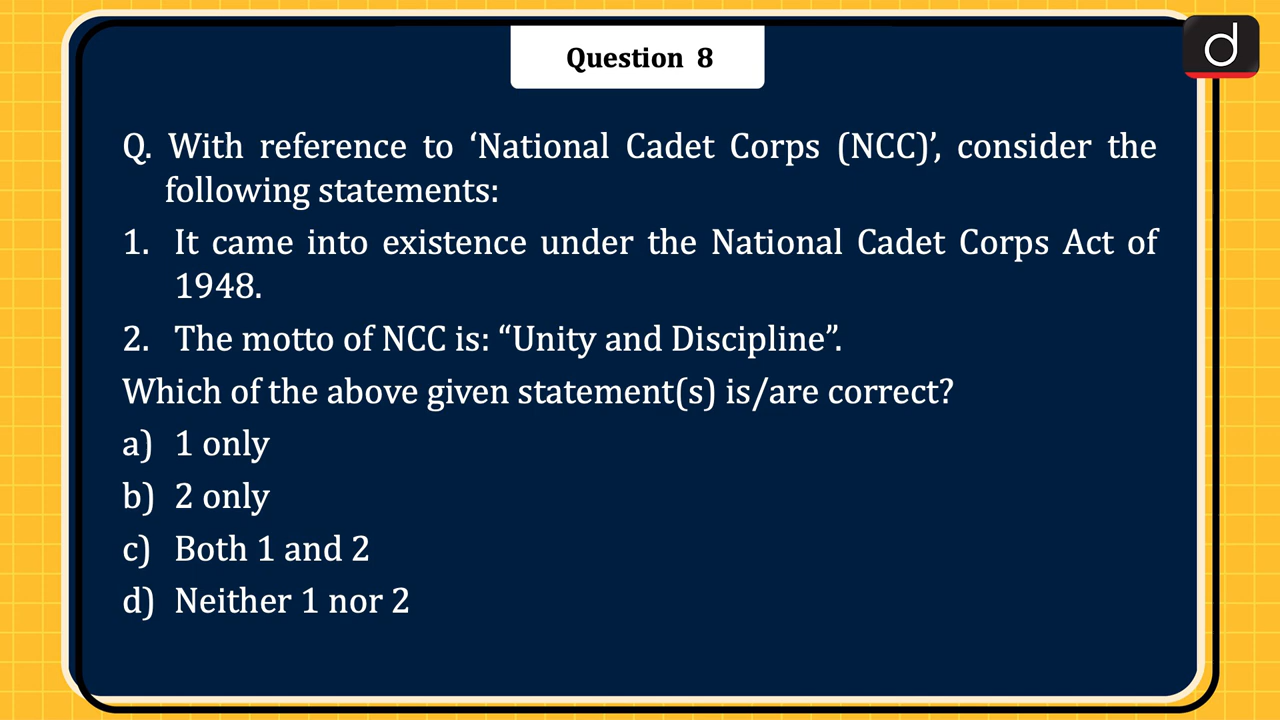 Question 8
d
Q. With reference to ‘National Cadet Corps (NCC)’, consider the
following statements:
1. It came into existence under the National Cadet Corps Act of
1948.
2. The motto of NCC is: “Unity and Discipline”.
Which of the above given statement(s) is/are correct?
a) 1 only
b) 2 only
c) Both 1 and 2
d) Neither 1 nor 2